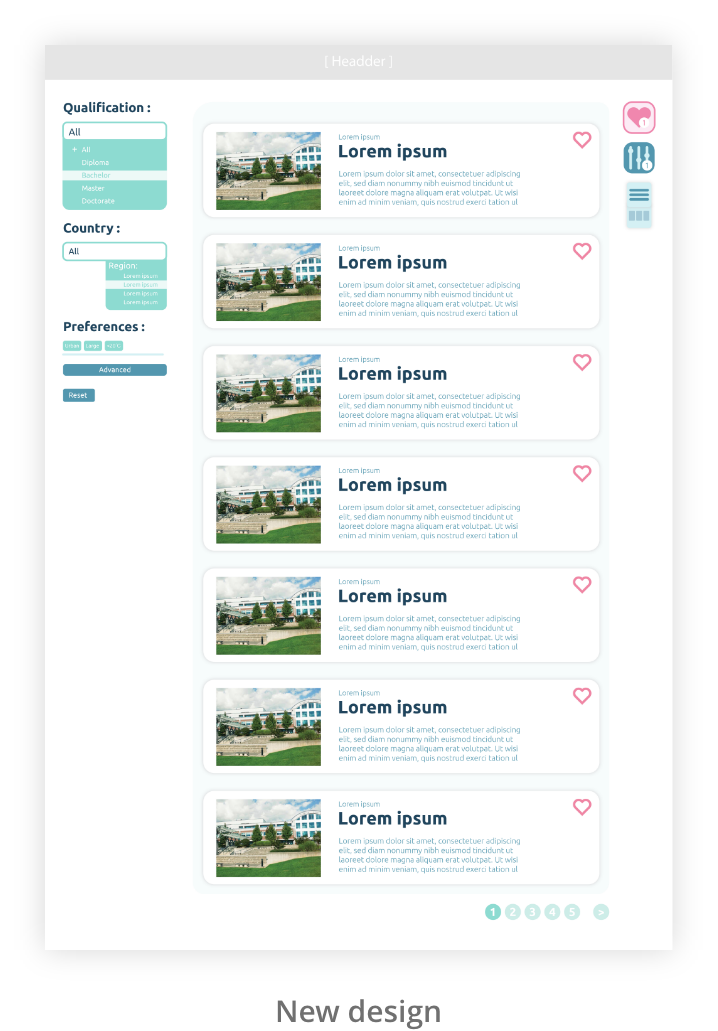 [ Headder ]
Qualification :
All
+ All
Diploma
Bachelor
Master
Doctorate
Country :
All
Region:
Lorem ipsum
Lorem ipsum
Lorem ipsum
Lorem ipsum
Preferences :
Large
Advanced
Reset
Lorem ipsum
Lorem ipsum
Lorem ipsum dolor sit amet, consectetuer adipiscing
elit, sed diam nonummy nibh euismod tincidunt ut
laoreet dolore magna aliquam erat volutpat. Ut wisi
enim ad minim veniam, quis nostrud exerci tation ul
Lorem ipsum
Lorem ipsum
Lorem ipsum dolor sit amet, consectetuer adipiscing
elit, sed diam nonummy nibh euismod tincidunt ut
laoreet dolore magna aliquam erat volutpat. Ut wisi
enim ad minim veniam, quis nostrud exerci tation ul
Lorem ipsum
Lorem ipsum
Lorem ipsum dolor sit amet, consectetuer adipiscing
elit, sed diam nonummy nibh euismod tincidunt ut
laoreet dolore magna aliquam erat volutpat. Ut wisi
enim ad minim veniam, quis nostrud exerci tation ul
Lorem ipsum
Lorem ipsum
Lorem ipsum dolor sit amet, consectetuer adipiscing
elit, sed diam nonummy nibh euismod tincidunt ut
laoreet dolore magna aliquam erat volutpat. Ut wisi
enim ad minim veniam, quis nostrud exerci tation ul
Lorem ipsum
Lorem ipsum
Lorem ipsum dolor sit amet, consectetuer adipiscing
elit, sed diam nonummy nibh euismod tincidunt ut
laoreet dolore magna aliquam erat volutpat. Ut wisi
enim ad minim veniam, quis nostrud exerci tation ul
Lorem ipsum
Lorem ipsum
Lorem ipsum dolor sit amet, consectetuer adipiscing
elit, sed diam nonummy nibh euismod tincidunt ut
laoreet dolore magna aliquam erat volutpat. Ut wisi
enim ad minim veniam, quis nostrud exerci tation ul
Lorem ipsum
Lorem ipsum
Lorem ipsum dolor sit amet, consectetuer adipiscing
elit, sed diam nonummy nibh euismod tincidunt ut
laoreet dolore magna aliquam erat volutpat. Ut wisi
enim ad minim veniam, quis nostrud exerci tation ul
1
1
1 2 3 4 5 >
New design